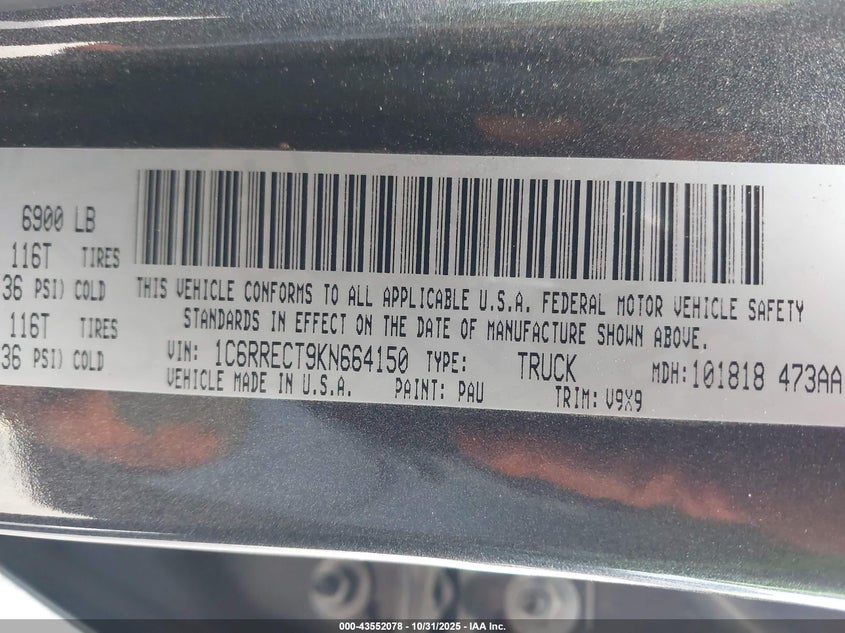 6900 LB
116T TIRES
36 PSI) COLD
116T TIRES
36 PSI) COLD
THIS VEHICLE CONFORMS TO ALL APPLICABLE U.S.A. FEDERAL MOTOR VEHICLE SAFETY
STANDARDS IN EFFECT ON THE DATE OF MANUFACTURE SHOWN ABOVE.
VIN: 1C6RRECT9KN664150 TYPE: TRUCK MDH:101818 473AA
VEHICLE MADE IN U.S.A. PAINT: PAU TRIM: V9X9
000-43552078 - 10/31/2025 - IAA Inc.